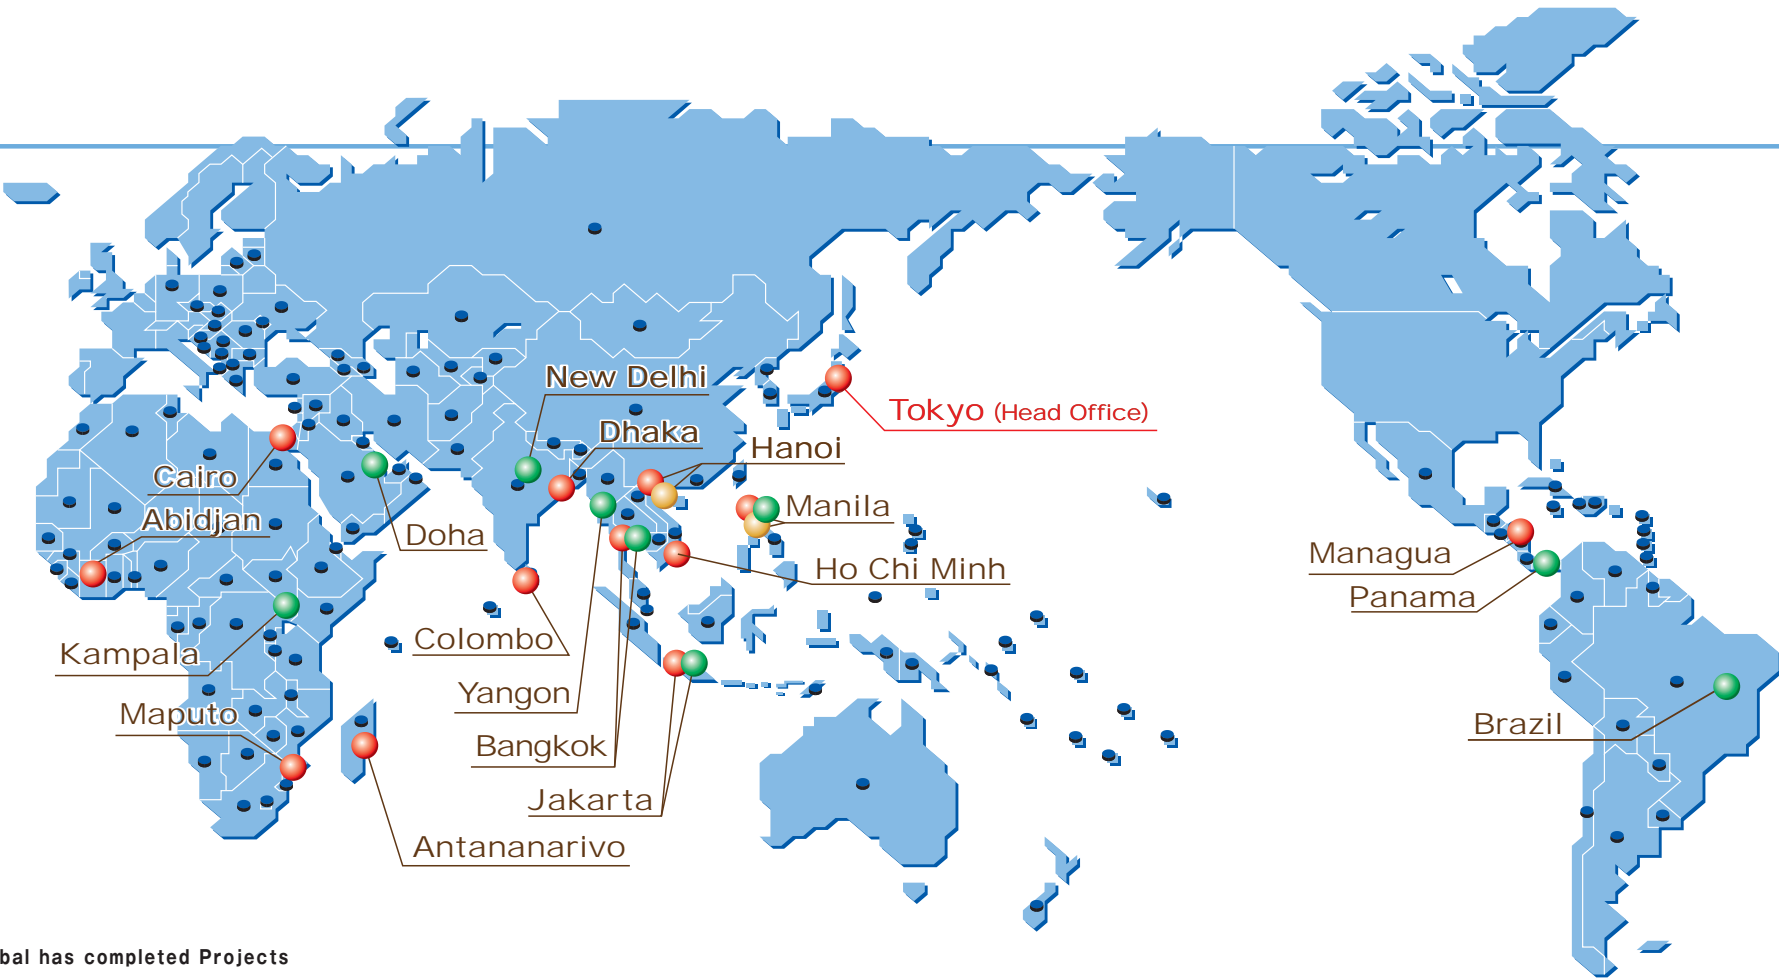 New Delhi
Tokyo (Head Office)
Dhaka
Hanoi
Cairo
Manila
Abidjan
Doha
Managua
Ho Chi Minh
Panama
Colombo
Kampala
Yangon
Maputo
Brazil
Bangkok
Jakarta
Antananarivo
bal has completed Projects